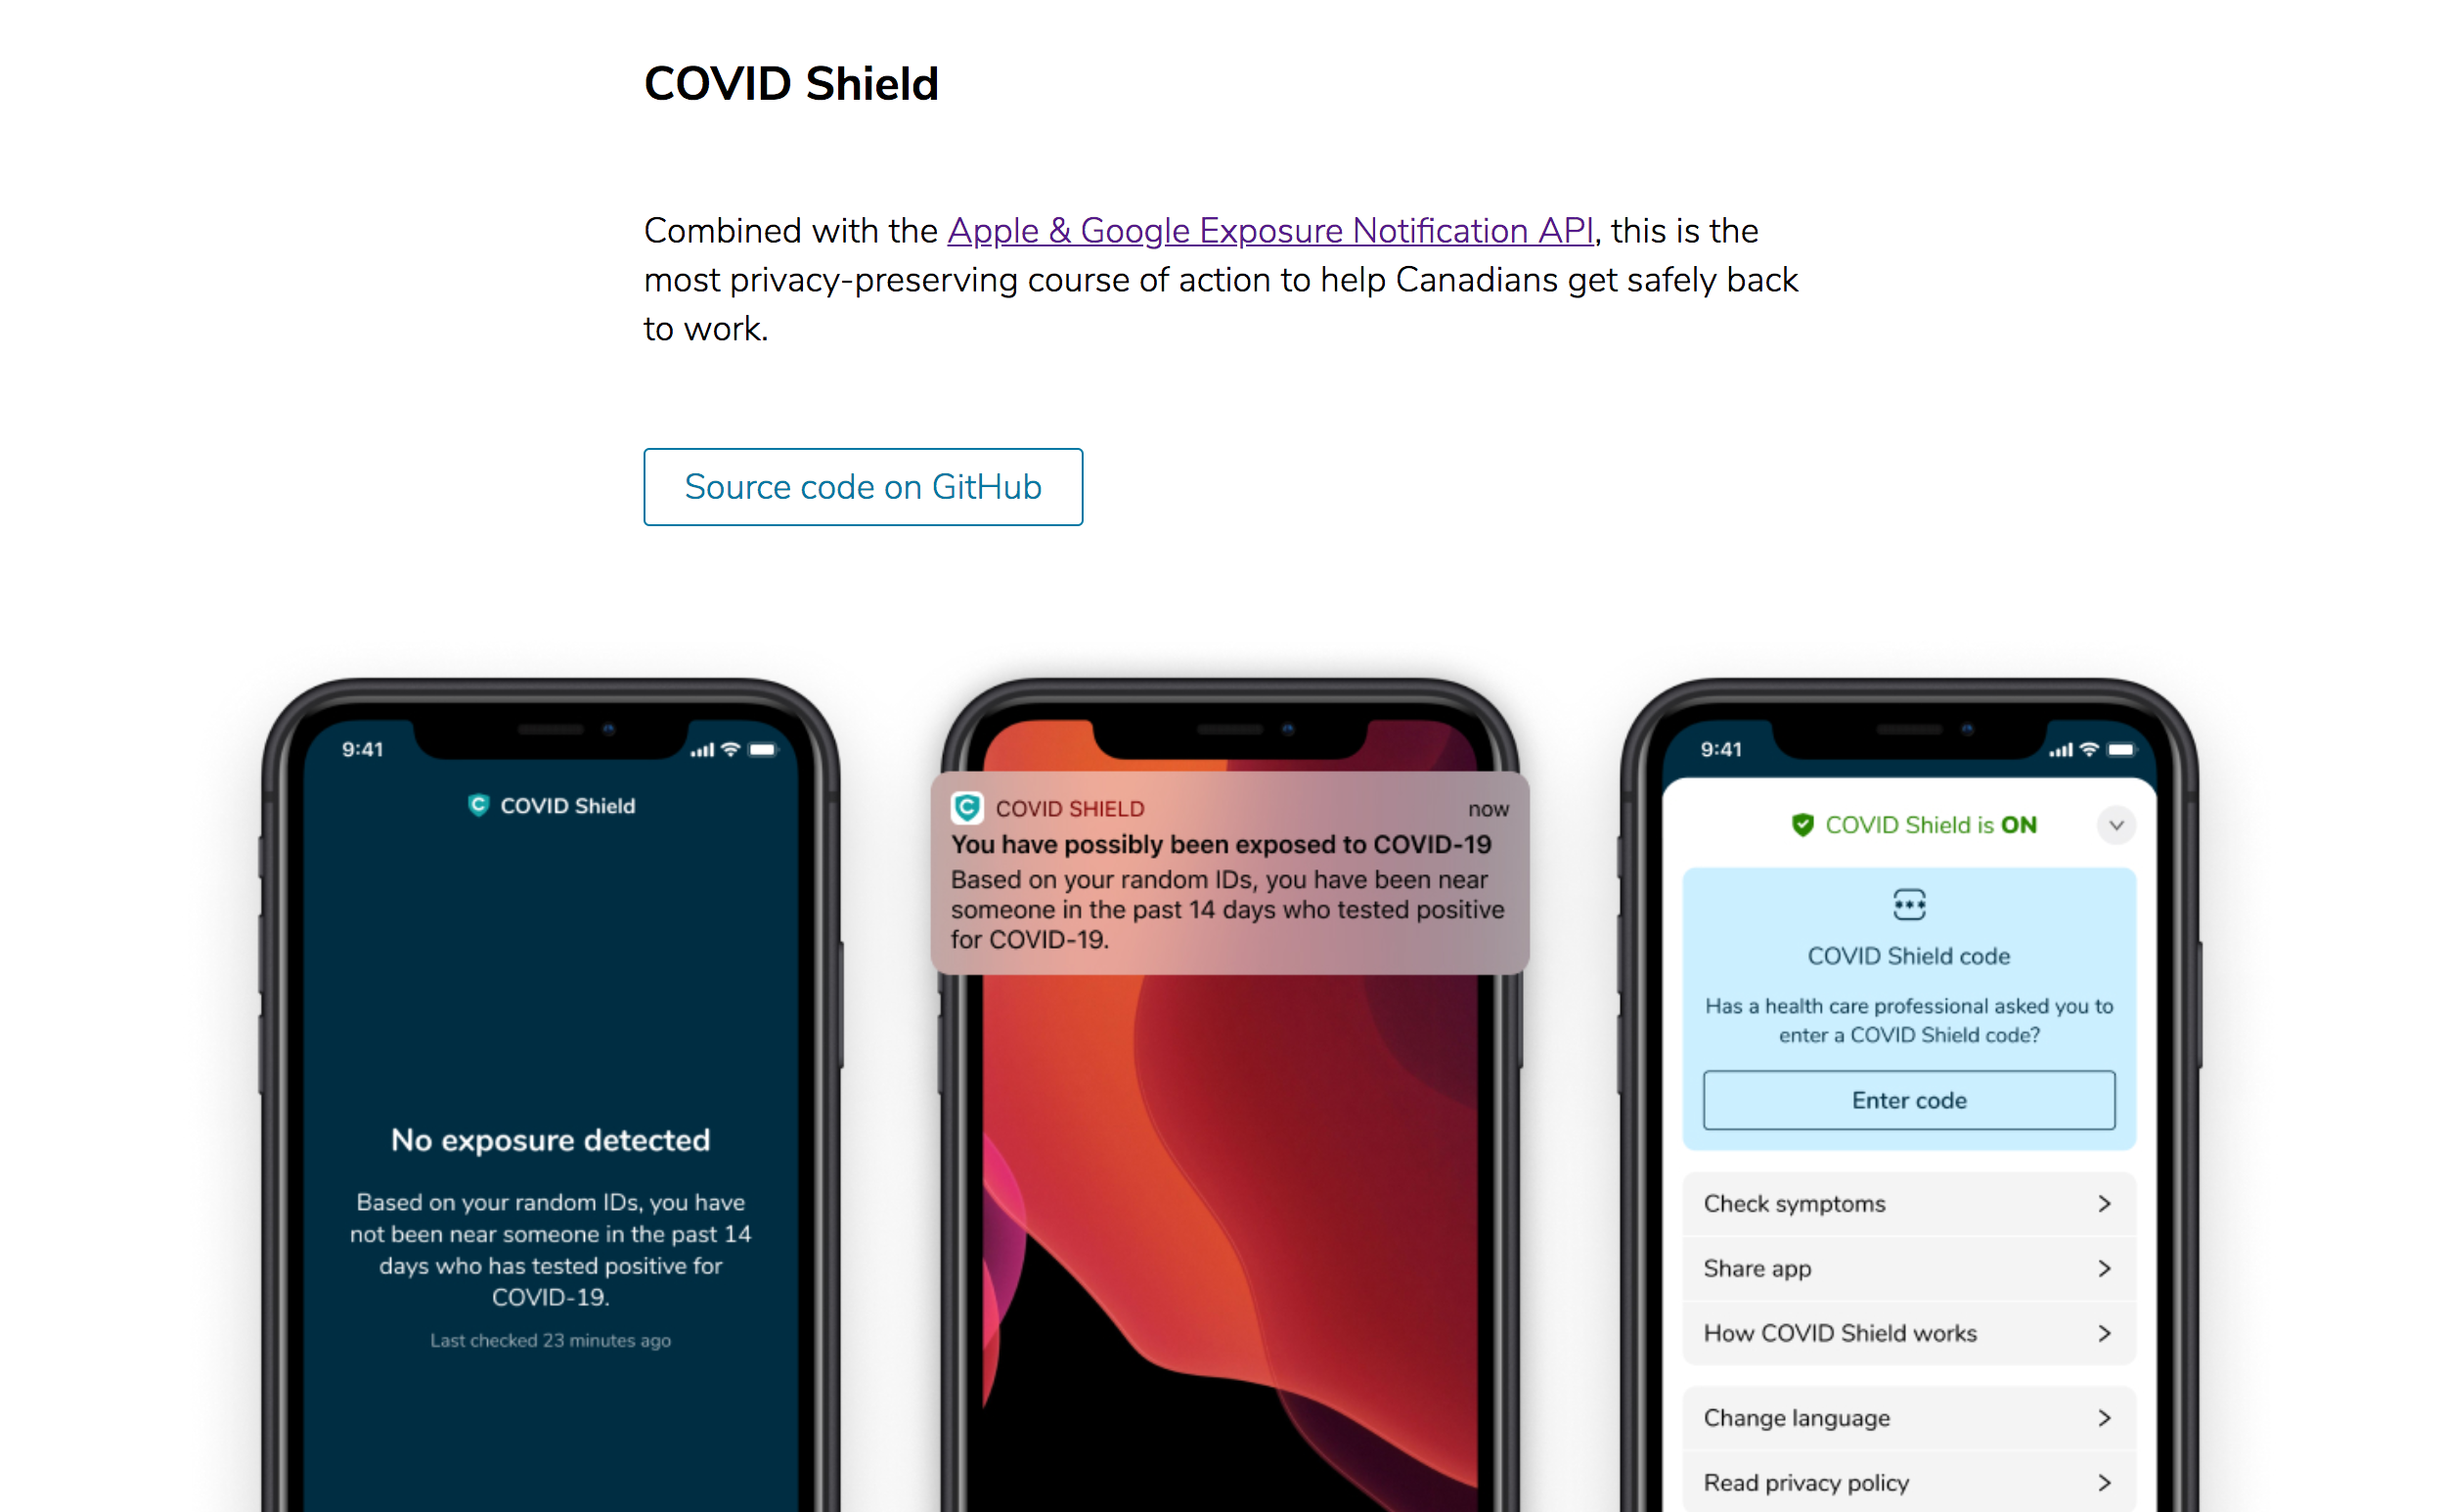 COVID Shield
Combined with the Apple & Google Exposure Notification API, this is the
most privacy-preserving course of action to help Canadians get safely back
to work.
Source code on GitHub
9:41
COVID Shield
No exposure detected
Based on your random IDs, you have
not been near someone in the past 14
days who has tested positive for
COVID-19.
Last checked 23 minutes ago
COVID SHIELD now
You have possibly been exposed to COVID-19
Based on your random IDs, you have been near
someone in the past 14 days who tested positive
for COVID-19.
9:41
COVID Shield is ON
COVID Shield code
Has a health care professional asked you to
enter a COVID Shield code?
Enter code
Check symptoms
Share app
How COVID Shield works
Change language
Read privacy policy